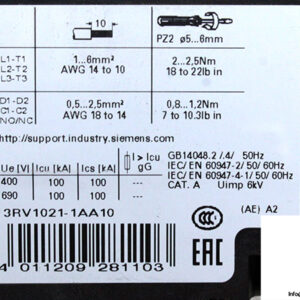 10
PZ2 ø5...6mm
L1-T1
L2-T2
L3-T3
1...6mm²
AWG 14 to 10
2...2,5Nm
18 to 22lb in
D1-D2
C1-C2
NO/NC
0,5...2,5mm²
AWG 18 to 14
0,8...1,2Nm
7 to 10.3lb in
http://support.industry.siemens.com
Ue [V] Icu [kA] Ics [kA] I > Icu gG
400 100 100 -
690 100 100 -
GB14048.2 /.4/ 50Hz
IEC/EN 60947-2/ 50Hz
IEC/EN 60947-4-1/ 50/60Hz
CAT. A Uimp 6kV
3RV1021-1AA10
CCC
(AE) A2
4 011209 281103
EAC